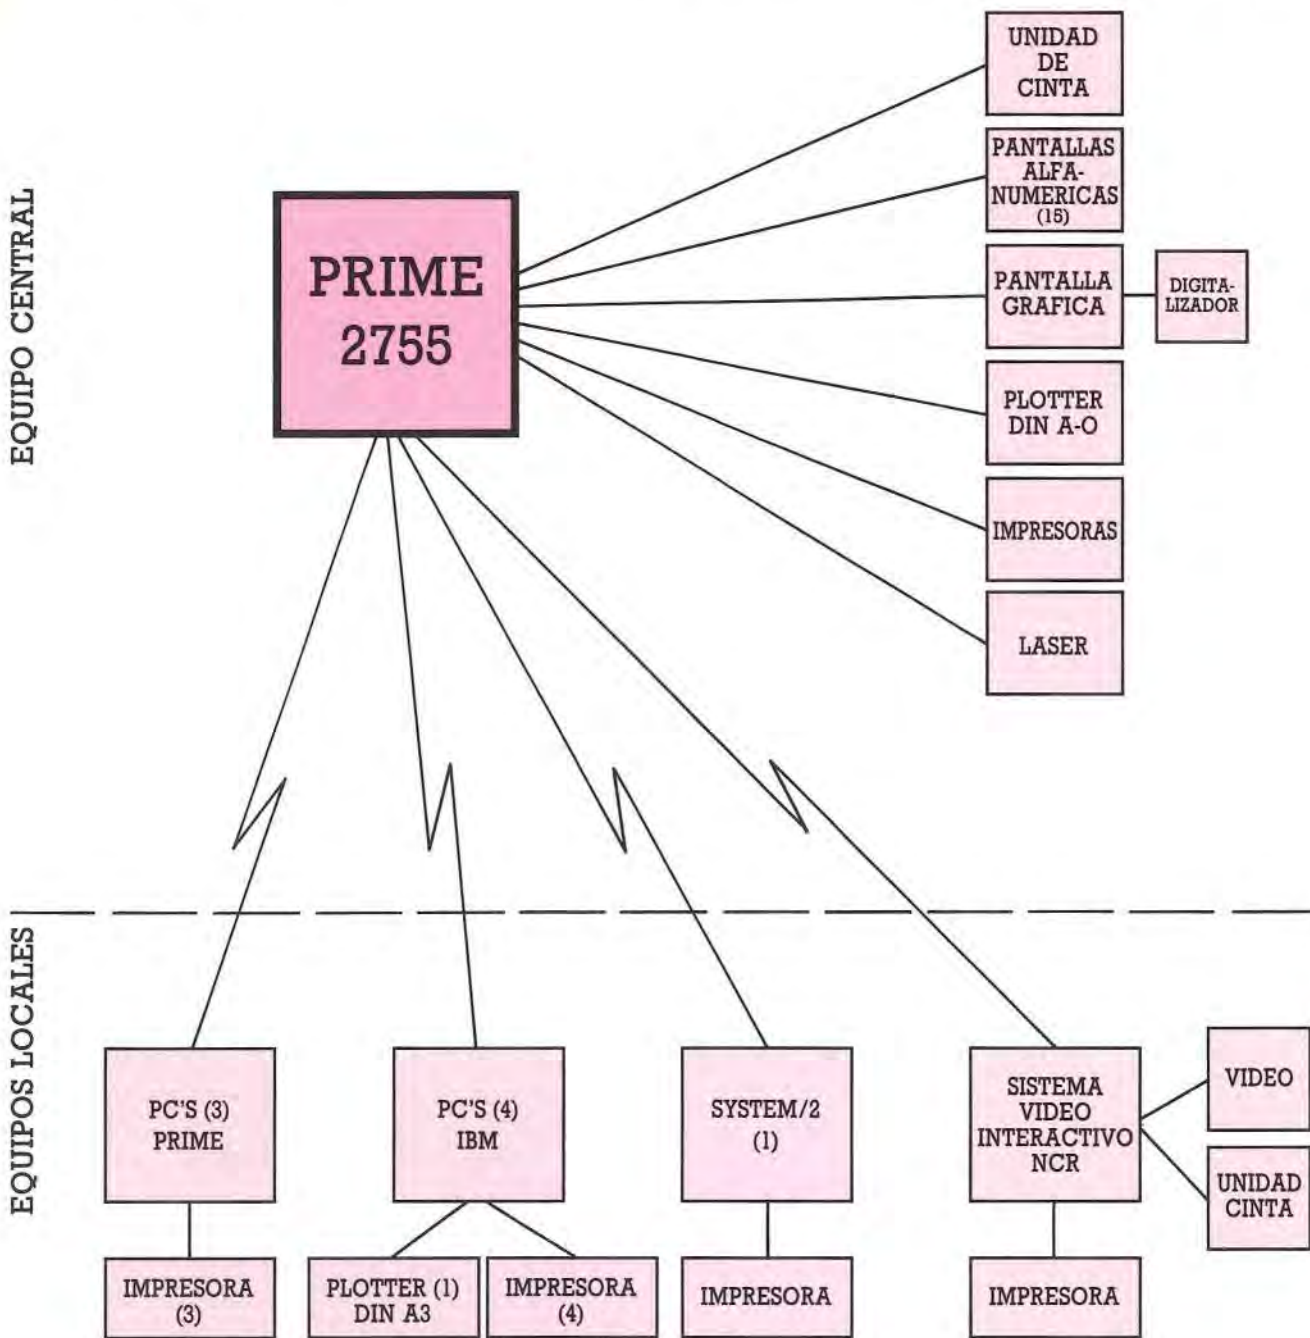 EQUIPO CENTRAL
PRIME
2755
UNIDAD
DE
CINTA
PANTALLAS
ALFA-
NUMERICAS
(15)
PANTALLA
GRAFICA
DIGITA-
LIZADOR
PLOTTER
DIN A-O
IMPRESORAS
LASER
EQUIPOS LOCALES
PC'S (3)
PRIME
PC'S (4)
IBM
SYSTEM/2
(1)
SISTEMA
VIDEO
INTERACTIVO
NCR
VIDEO
UNIDAD
CINTA
IMPRESORA
(3)
PLOTTER (1)
DIN A3
IMPRESORA
(4)
IMPRESORA
IMPRESORA